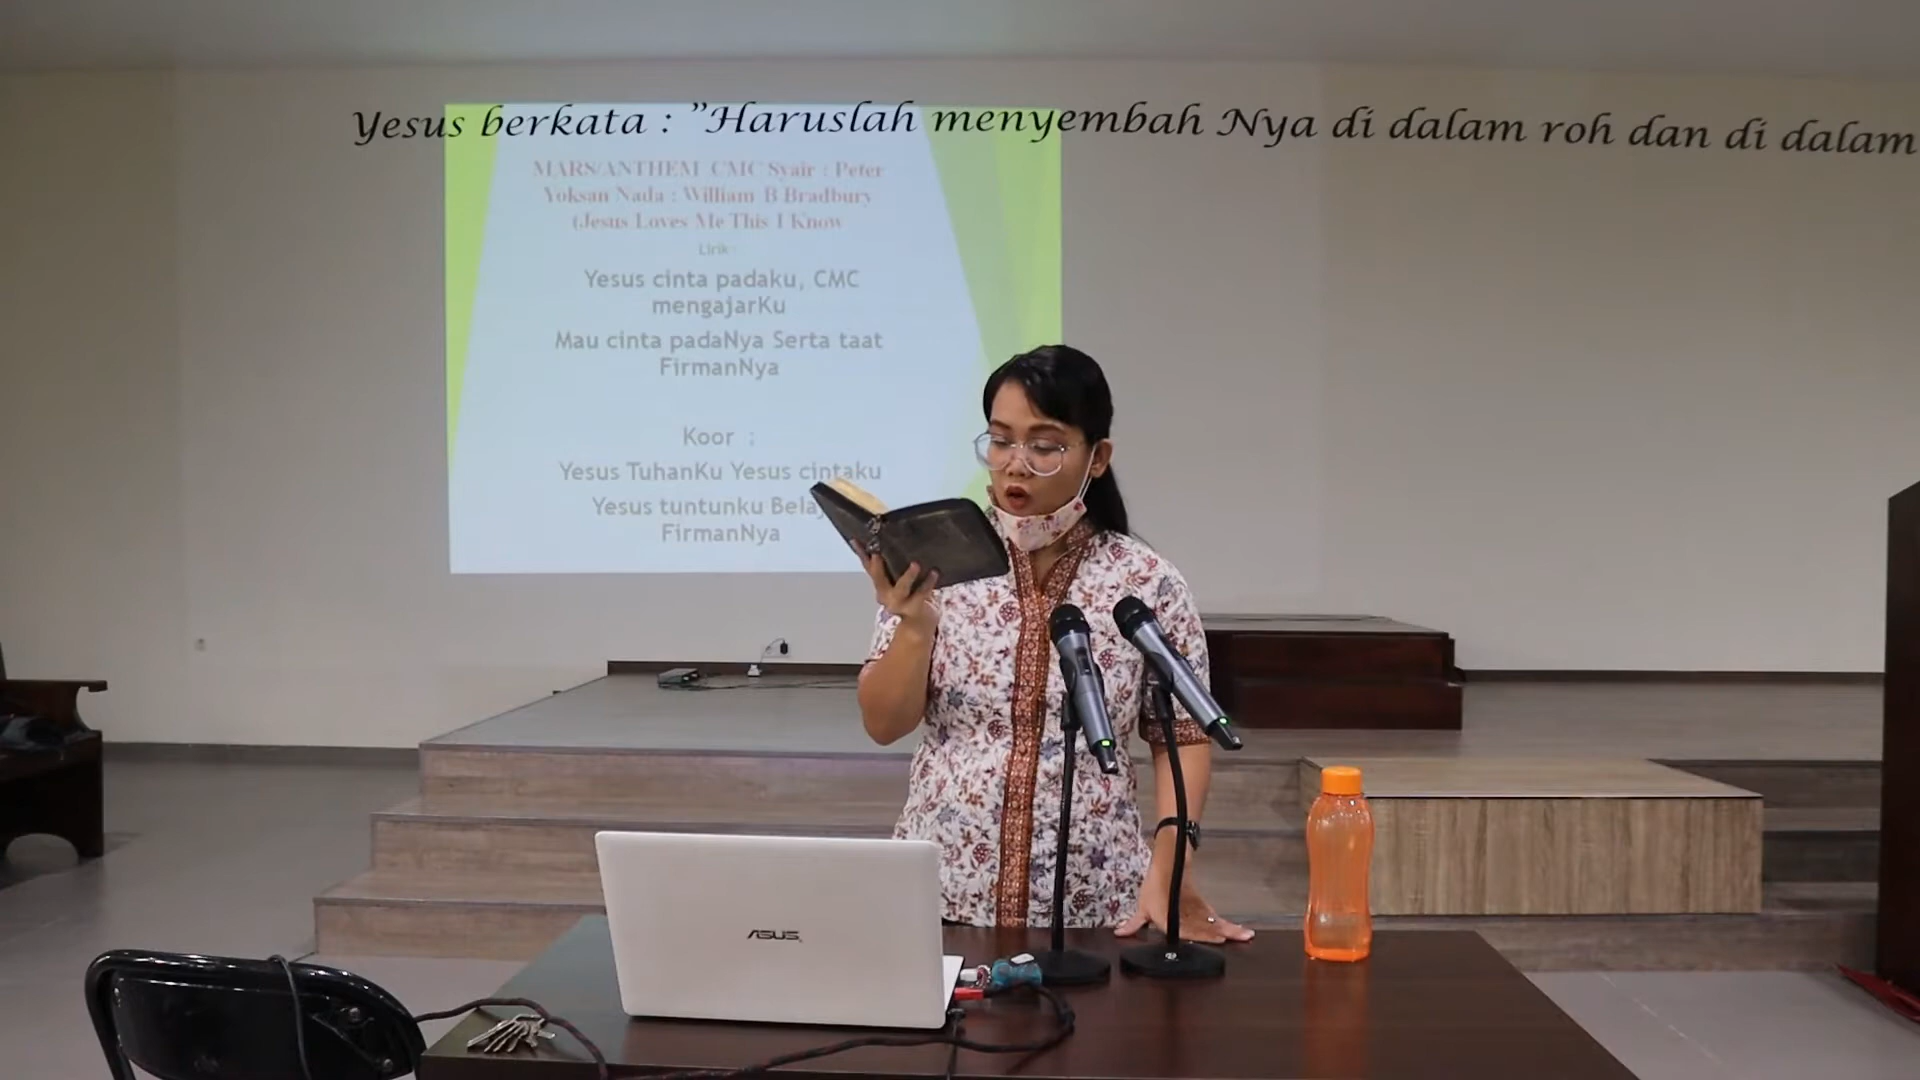 Yesus berkata : "Haruslah menyembah Nya di dalam roh dan di dalam
MARS/ANTHEM CMC Syair : Peter
Yoksan Nada : William B Bradbury
(Jesus Loves Me This I Know
Lirik :
Yesus cinta padaku, CMC
mengajarKu
Mau cinta padaNya Serta taat
FirmanNya
Koor :
Yesus TuhanKu Yesus cintaku
Yesus tuntunku
FirmanNya
ASUS